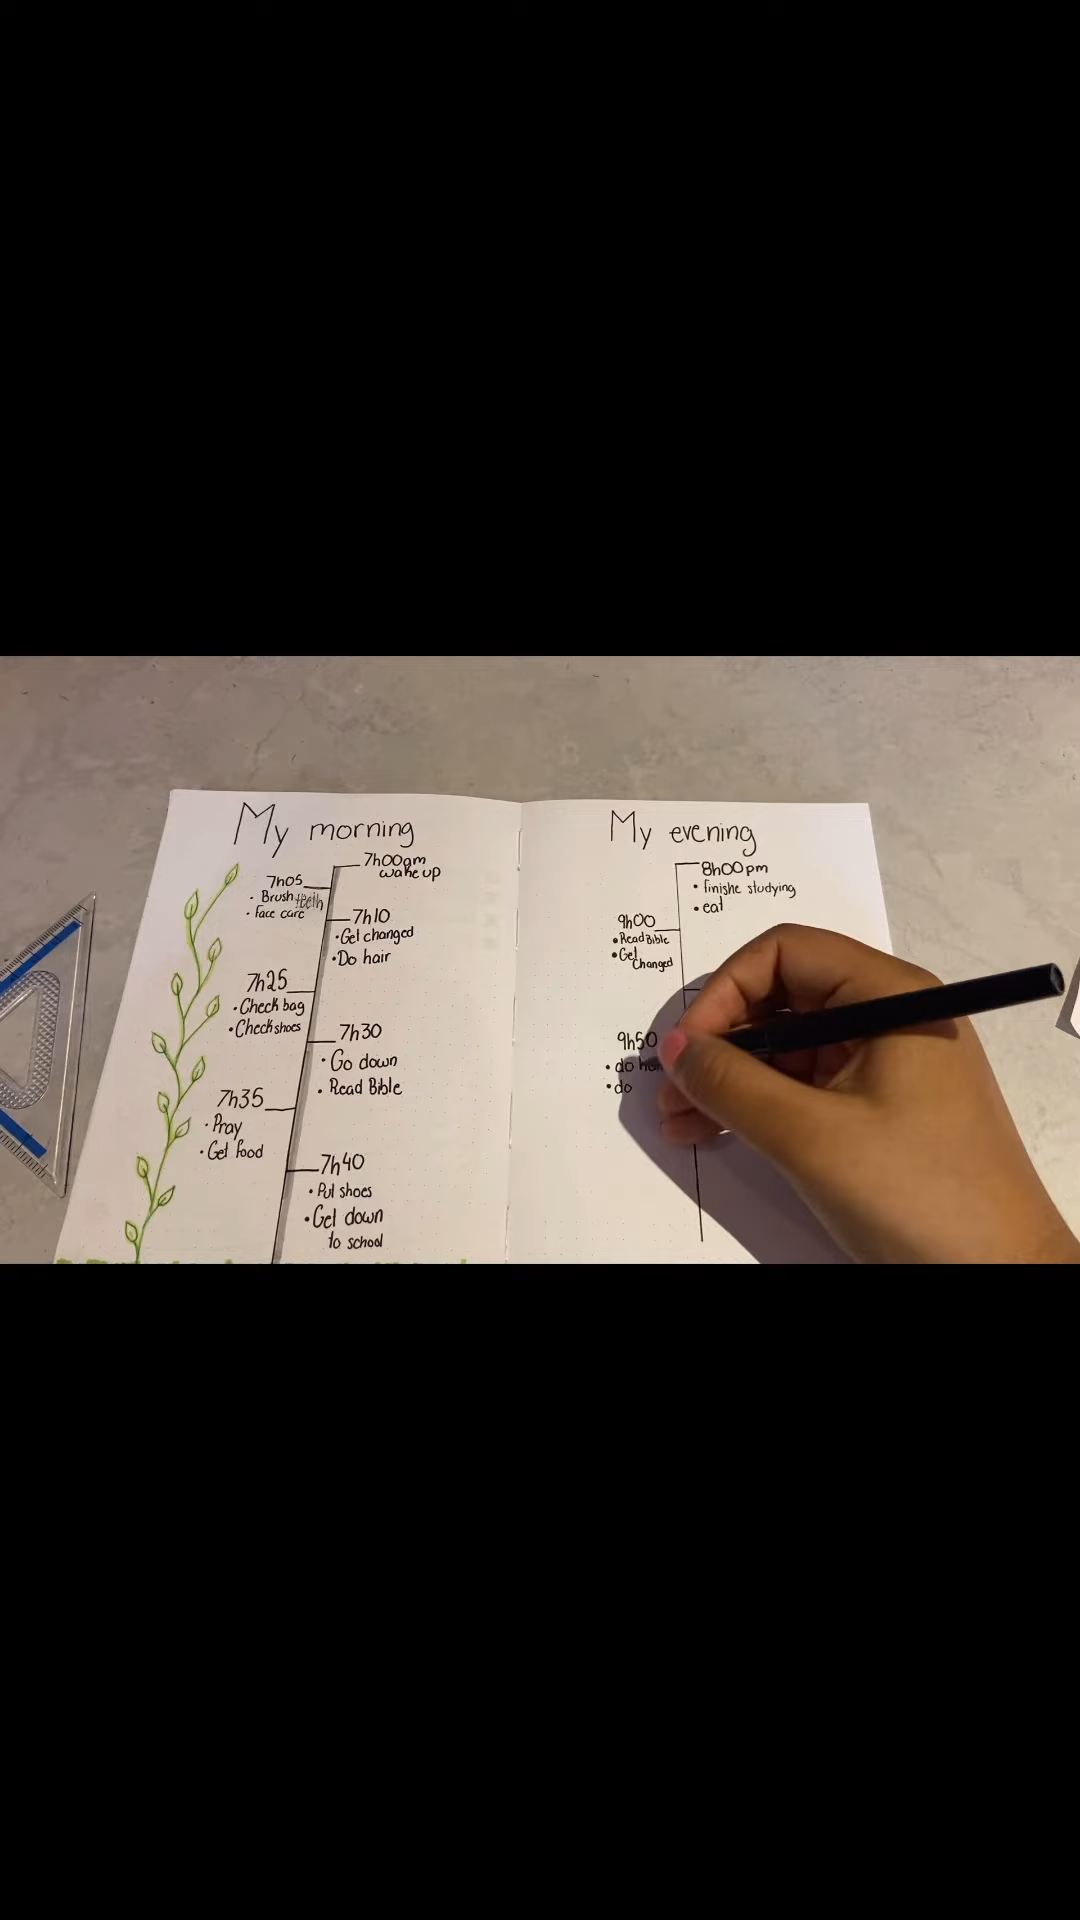 My morning
7h00am
wake up
7h05
• Brush teeth
• Face care
7h10
• Get changed
• Do hair
7h25
• Check bag
• Check shoes
7h30
• Go down
• Read Bible
7h35
• Pray
• Get food
7h40
• Put shoes
• Get down
to school
My evening
8h00pm
• finishe studying
• eat
9h00
• Read Bible
• Get
Changed
9h50
• do
• do